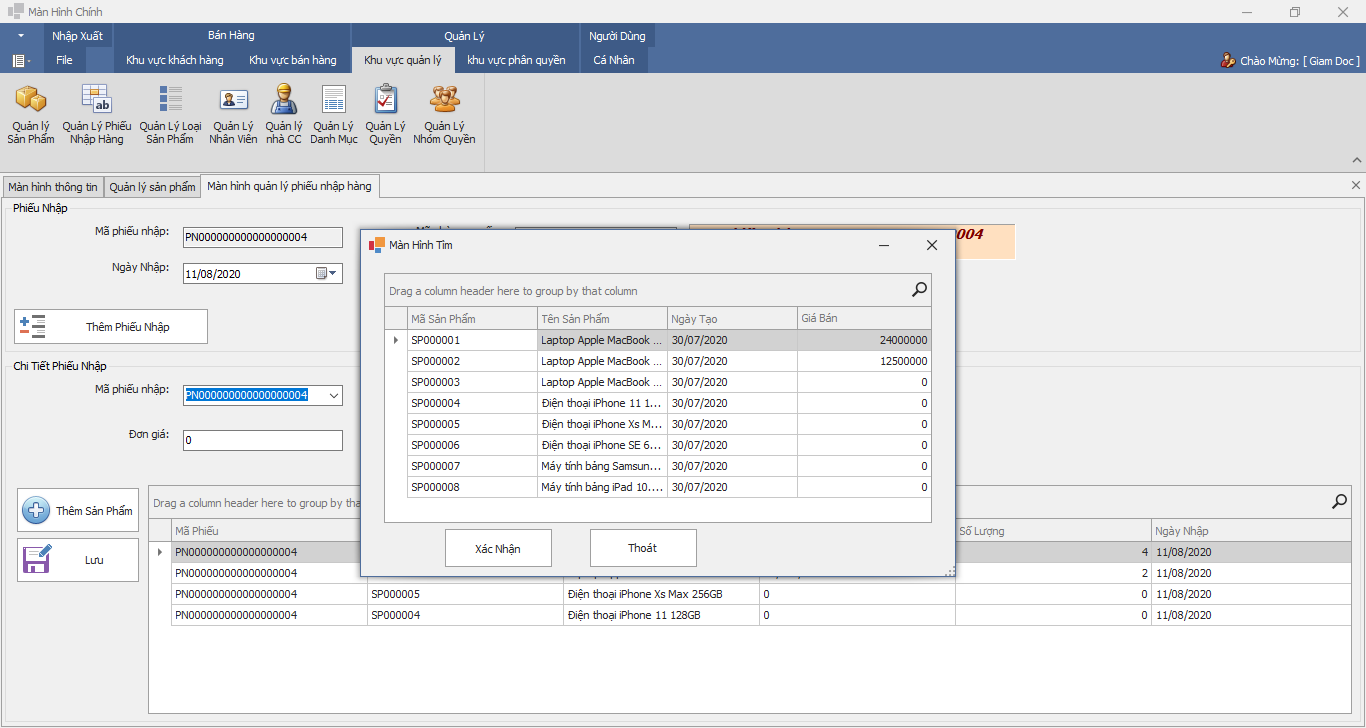 Màn Hình Chính
Nhập Xuất
Bán Hàng
Quản Lý
Người Dùng
File
Khu vực khách hàng
Khu vực bán hàng
Khu vực quản lý
khu vực phân quyền
Cá Nhân
Chào Mừng: [ Giam Doc ]
Quản lý
Sản Phẩm
Quản Lý Phiếu
Nhập Hàng
Quản Lý Loại
Sản Phẩm
Quản Lý
Nhân Viên
Quản lý
nhà CC
Quản Lý
Danh Mục
Quản Lý
Quyền
Quản Lý
Nhóm Quyền
Màn hình thông tin
Quản lý sản phẩm
Màn hình quản lý phiếu nhập hàng
Phiếu Nhập
Mã phiếu nhập:
PN000000000000000004
004
Ngày Nhập:
11/08/2020
Thêm Phiếu Nhập
Chi Tiết Phiếu Nhập
Mã phiếu nhập:
PN000000000000000004
Đơn giá:
0
Thêm Sản Phẩm
Lưu
Drag a column header here to group by tha
Mã Phiếu
Số Lượng
Ngày Nhập
PN000000000000000004 4 11/08/2020
PN000000000000000004 2 11/08/2020
PN000000000000000004 SP000005 Điện thoại iPhone Xs Max 256GB 0 0 11/08/2020
PN000000000000000004 SP000004 Điện thoại iPhone 11 128GB 0 0 11/08/2020
Màn Hình Tìm
Drag a column header here to group by that column
Mã Sản Phẩm Tên Sản Phẩm Ngày Tạo Giá Bán
SP000001 Laptop Apple MacBook ... 30/07/2020 24000000
SP000002 Laptop Apple MacBook ... 30/07/2020 12500000
SP000003 Laptop Apple MacBook ... 30/07/2020 0
SP000004 Điện thoại iPhone 11 1... 30/07/2020 0
SP000005 Điện thoại iPhone Xs M... 30/07/2020 0
SP000006 Điện thoại iPhone SE 6... 30/07/2020 0
SP000007 Máy tính bảng Samsun... 30/07/2020 0
SP000008 Máy tính bảng iPad 10.... 30/07/2020 0
Xác Nhận
Thoát